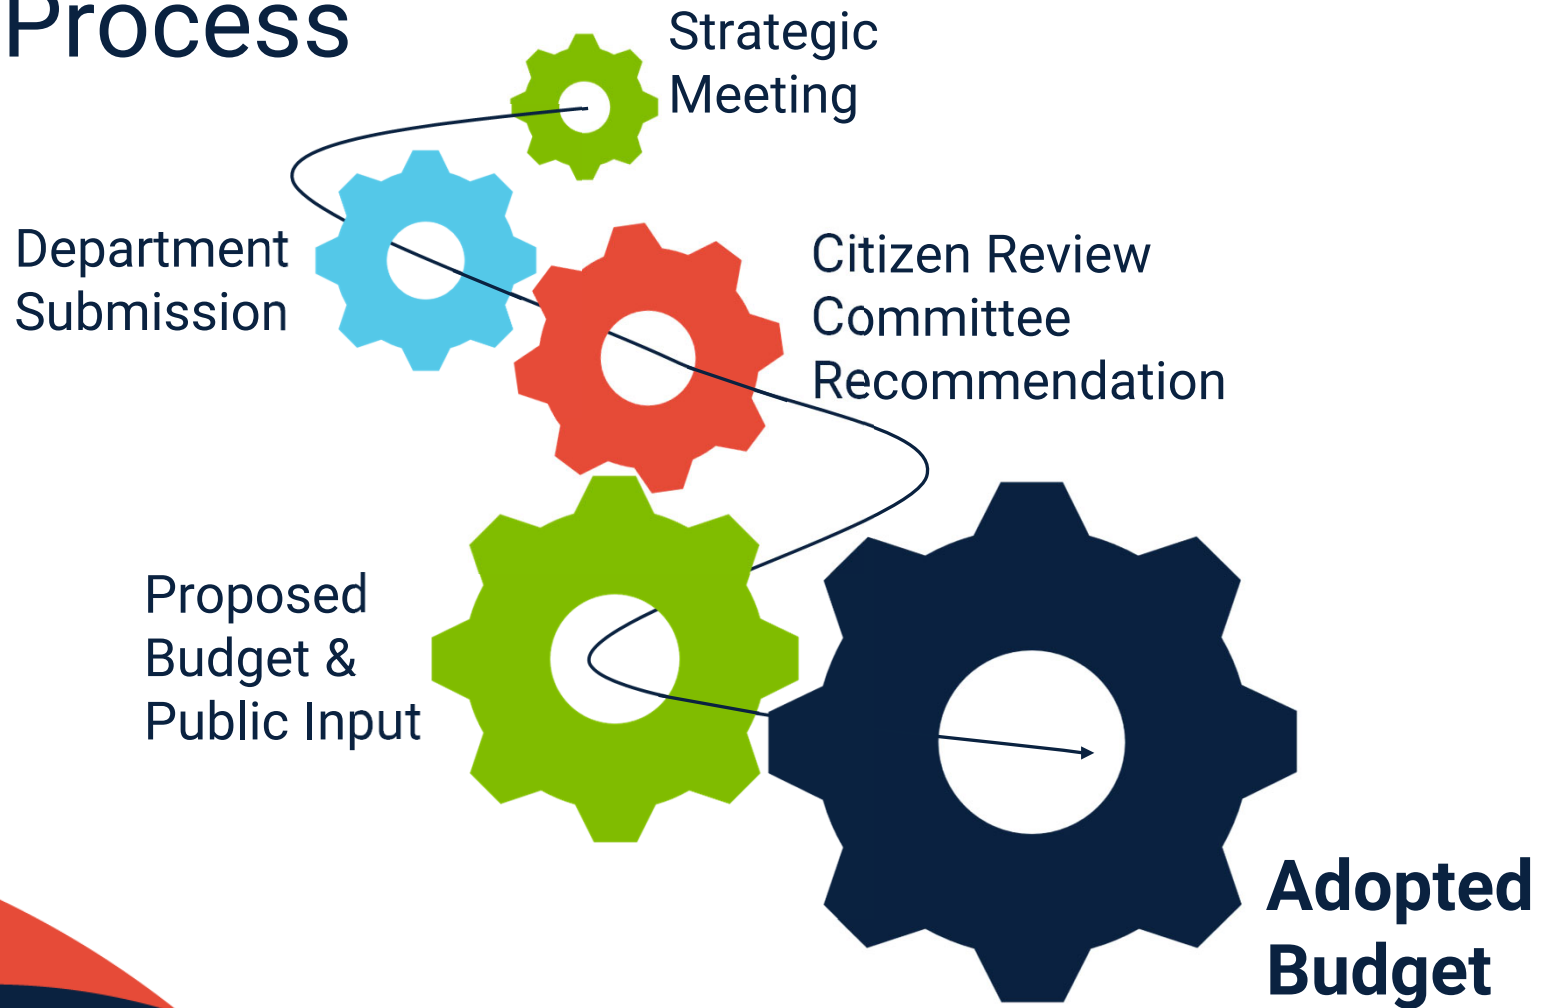 Process
Strategic
Meeting
Department
Submission
Citizen Review
Committee
Recommendation
Proposed
Budget &
Public Input
Adopted
Budget